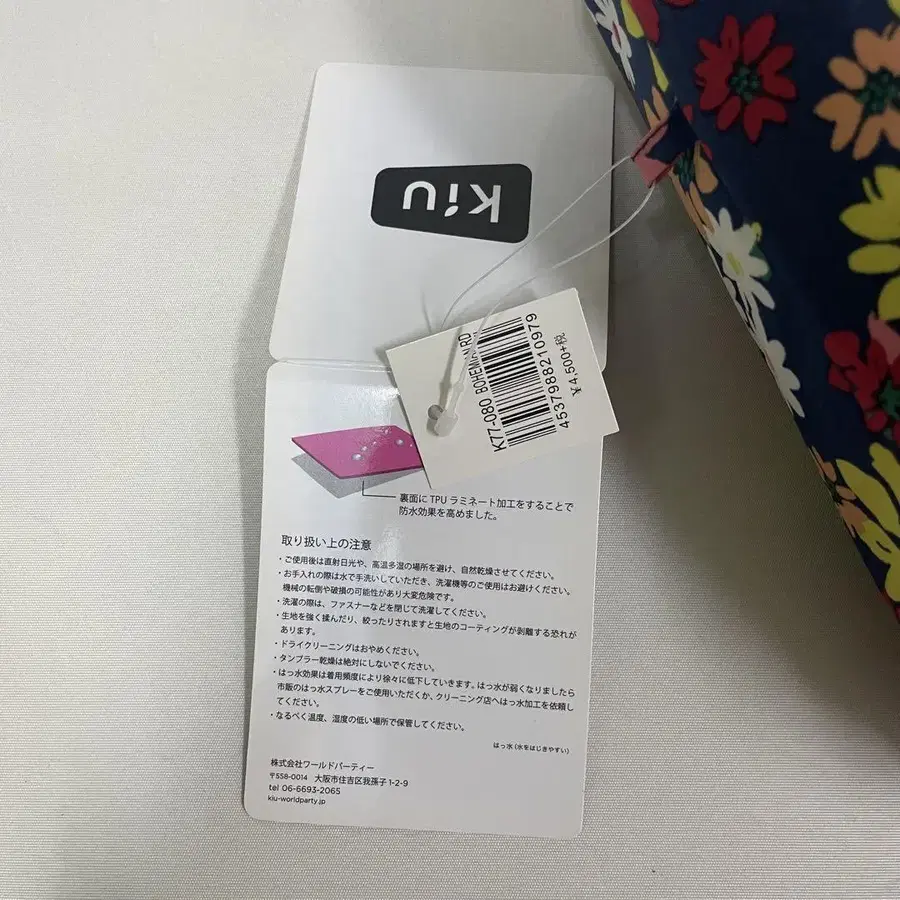 kiu
K77-080 BOHEMIAN RD
4537988210979
¥4,500+税
裏面に TPU ラミネート加工をすることで
防水効果を高めました。
取り扱い上の注意
・ご使用後は直射日光や、高温多湿の場所を避け、自然乾燥させてください。
・お手入れの際は水で手洗いしていただき、洗濯機等のご使用はお避けください。
機械の転倒や破損の可能性があり大変危険です。
・洗濯の際は、ファスナーなどを閉じて洗濯してください。
・生地を強く揉んだり、絞ったりされますと生地のコーティングが剥離する恐れが
あります。
・ドライクリーニングはおやめください。
・タンブラー乾燥は絶対にしないでください。
・はっ水効果は着用頻度により徐々に低下していきます。はっ水が弱くなりましたら
市販のはっ水スプレーをご使用いただくか、クリーニング店へはっ水加工を依頼し
てください。
・なるべく温度、湿度の低い場所で保管してください。
はっ水（水をはじきやすい）
株式会社ワールドパーティー
〒558-0014 大阪市住吉区我孫子1-2-9
tel 06-6693-2065
kiu-worldparty.jp